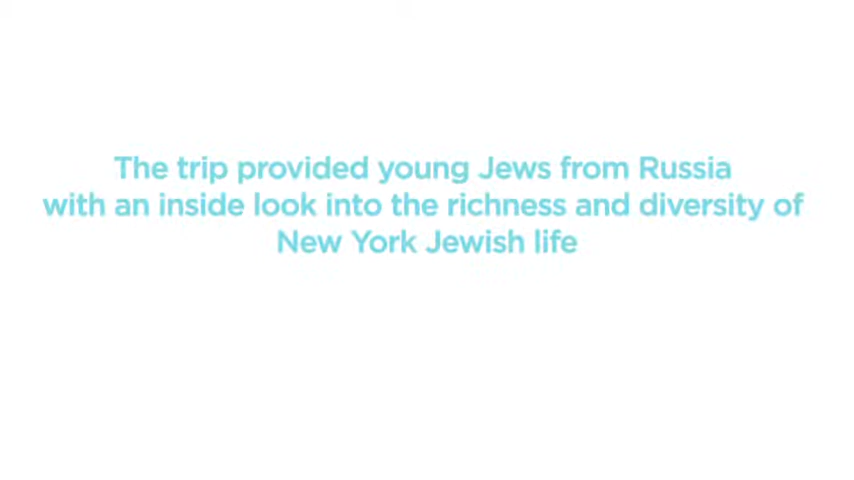 The trip provided young Jews from Russia
with an inside look into the richness and diversity of
New York Jewish life